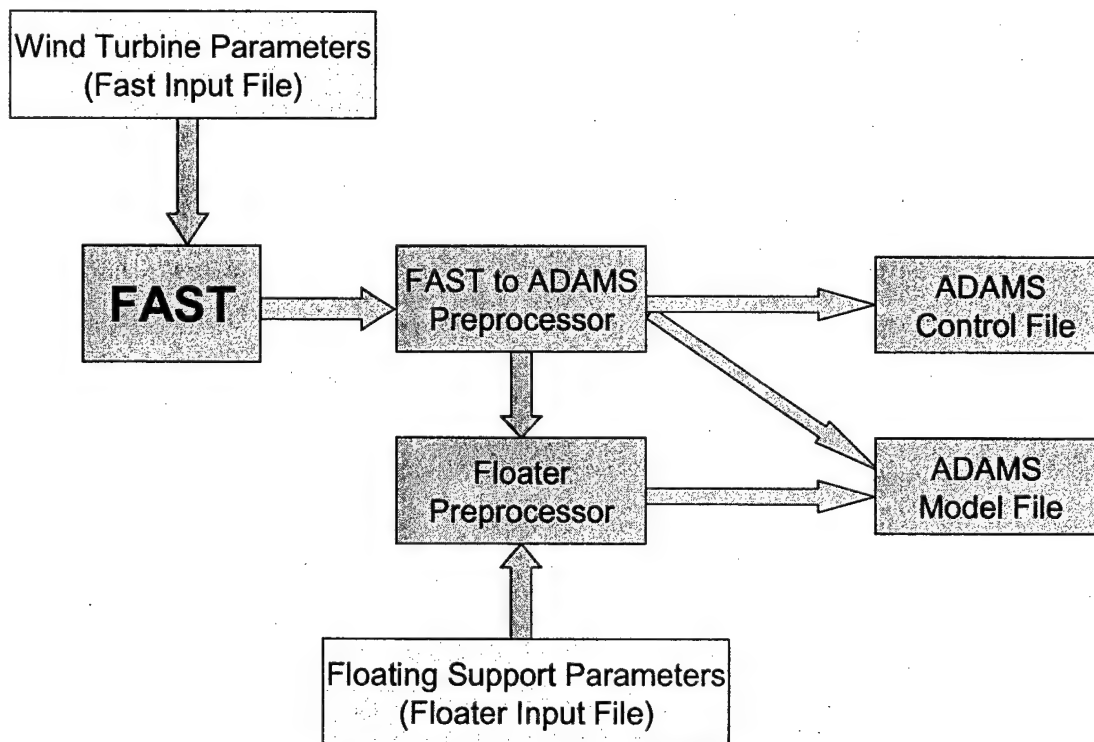 Wind Turbine Parameters
(Fast Input File)
FAST
FAST to ADAMS
Preprocessor
ADAMS
Control File
Floater
Preprocessor
ADAMS
Model File
Floating Support Parameters
(Floater Input File)